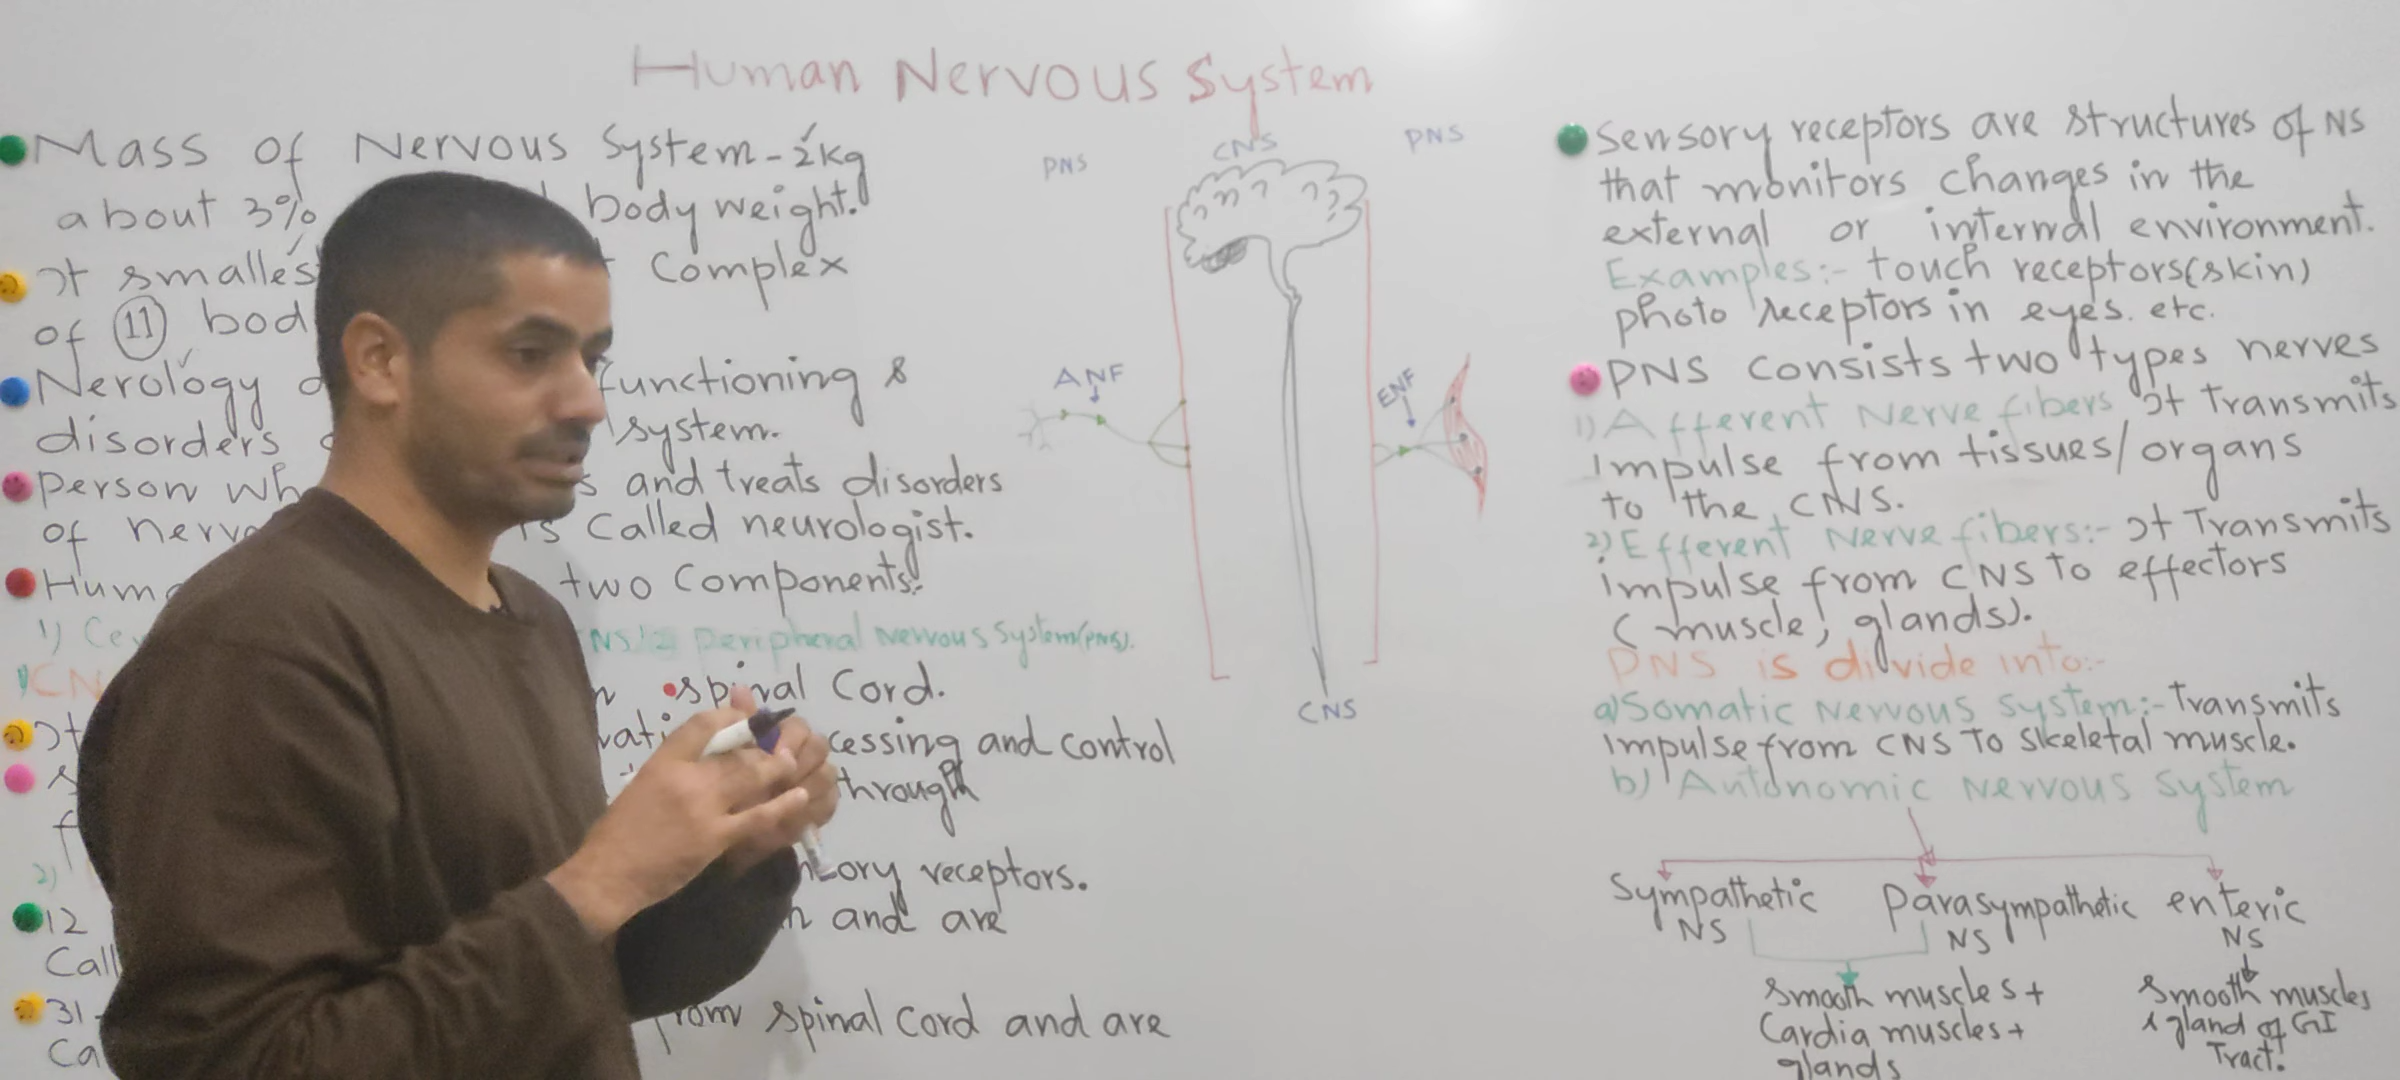 Human Nervous System
Mass of Nervous System - 2kg
about 3% body weight.
It smalles Complex
of 11 bod
Nerology functioning &
disorders system.
person wh and treats disorders
of nerv is Called neurologist.
Hum two Components:-
1) Ce NS) 2) peripheral nervous System(PNS).
1) CN spinal Cord.
It cessing and control
through
2) receptors.
12 and are
Call
31 from spinal cord and are
Ca
PNS
CNS
PNS
ANF
ENF
CNS
Sensory receptors are structures of NS
that monitors changes in the
external or internal environment.
Examples:- touch receptors(skin)
photo receptors in eyes. etc.
PNS consists two types nerves
1) Afferent Nerve fibers It transmits
impulse from tissues/organs
to the CNS.
2) Efferent Nerve fibers:- It Transmits
impulse from CNS to effectors
(muscle, glands).
PNS is divide into:-
a) Somatic Nervous System:- Transmits
impulse from CNS To skeletal muscle.
b) Autonomic Nervous System
Sympathetic NS
Parasympathetic NS
enteric NS
Smooth muscles +
Cardia muscles +
glands
Smooth muscles
& gland of GI
Tract.